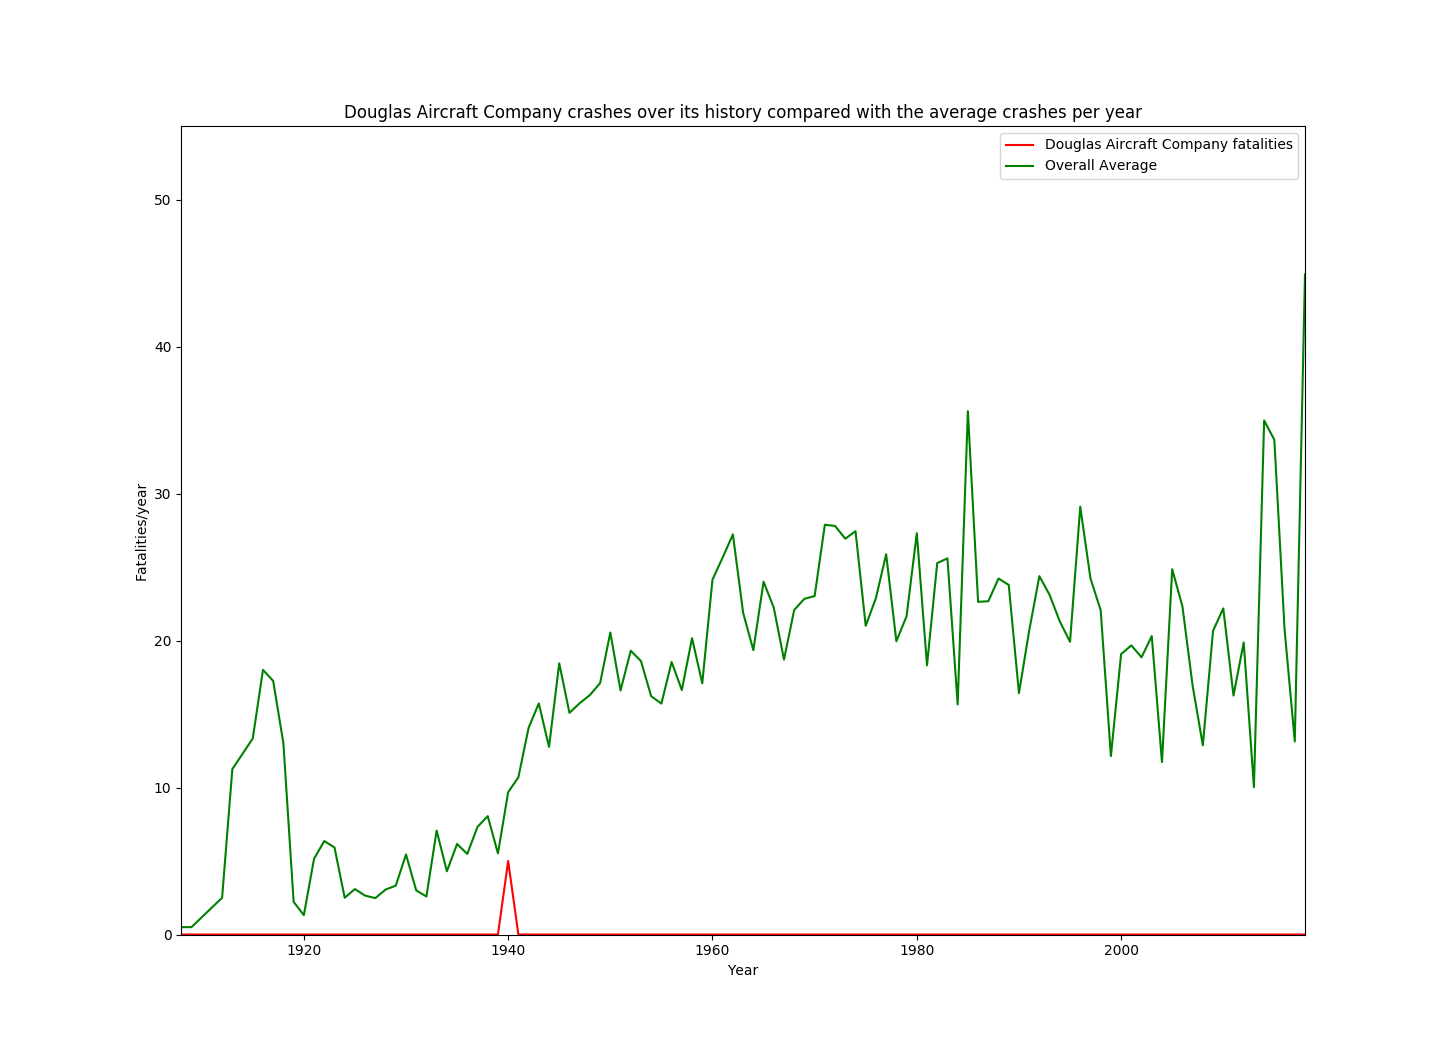 Douglas Aircraft Company crashes over its history compared with the average crashes per year
Douglas Aircraft Company fatalities
Overall Average
50
40
30
20
10
0
Fatalities/year
1920 1940 1960 1980 2000
Year